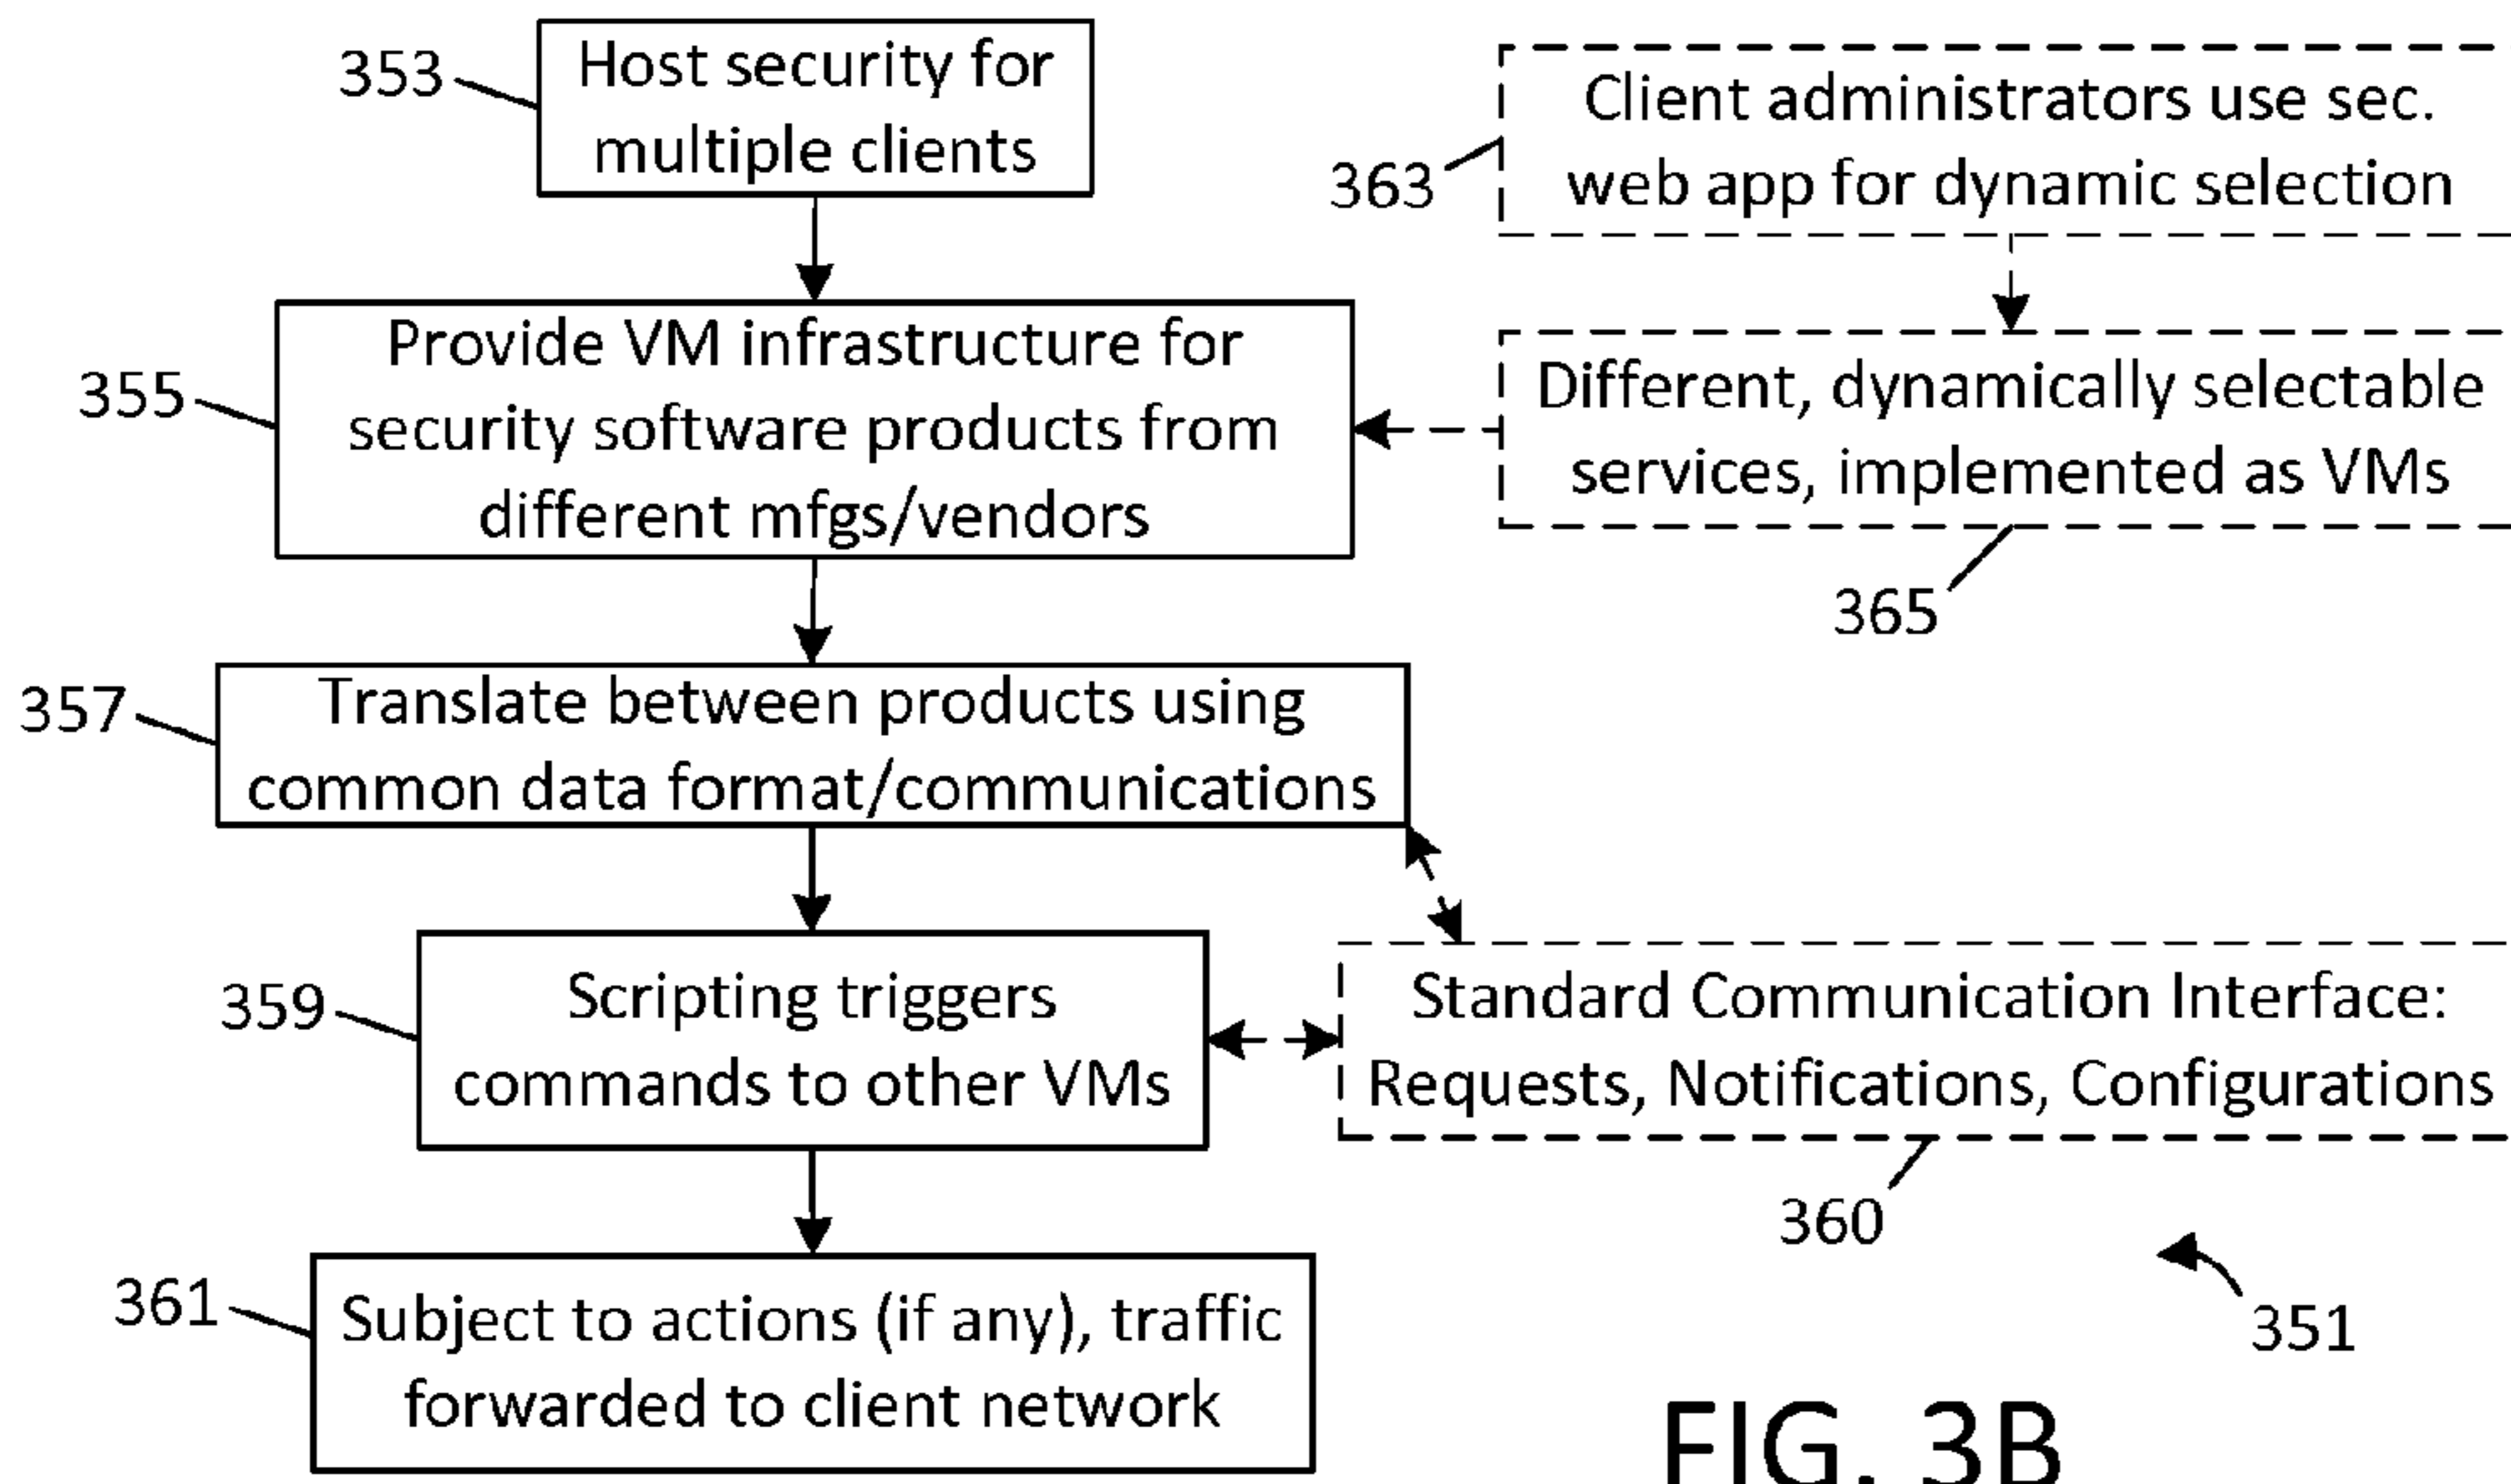 353
Host security for
multiple clients
363
Client administrators use sec.
web app for dynamic selection
355
Provide VM infrastructure for
security software products from
different mfgs/vendors
Different, dynamically selectable
services, implemented as VMs
365
357
Translate between products using
common data format/communications
359
Scripting triggers
commands to other VMs
Standard Communication Interface:
Requests, Notifications, Configurations
360
361
Subject to actions (if any), traffic
forwarded to client network
351
FIG. 3B